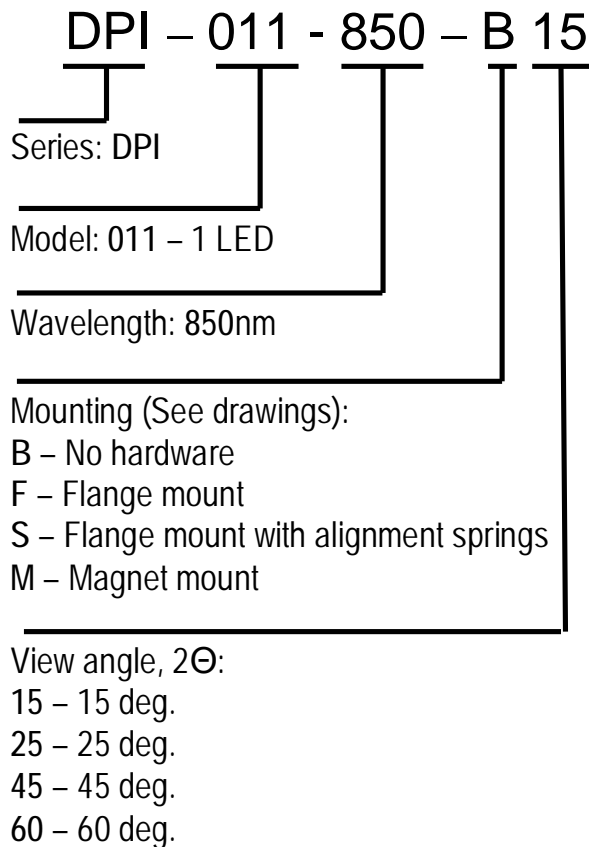 DPI – 011 - 850 – B 15
Series: DPI
Model: 011 – 1 LED
Wavelength: 850nm
Mounting (See drawings):
B – No hardware
F – Flange mount
S – Flange mount with alignment springs
M – Magnet mount
View angle, 2Θ:
15 – 15 deg.
25 – 25 deg.
45 – 45 deg.
60 – 60 deg.